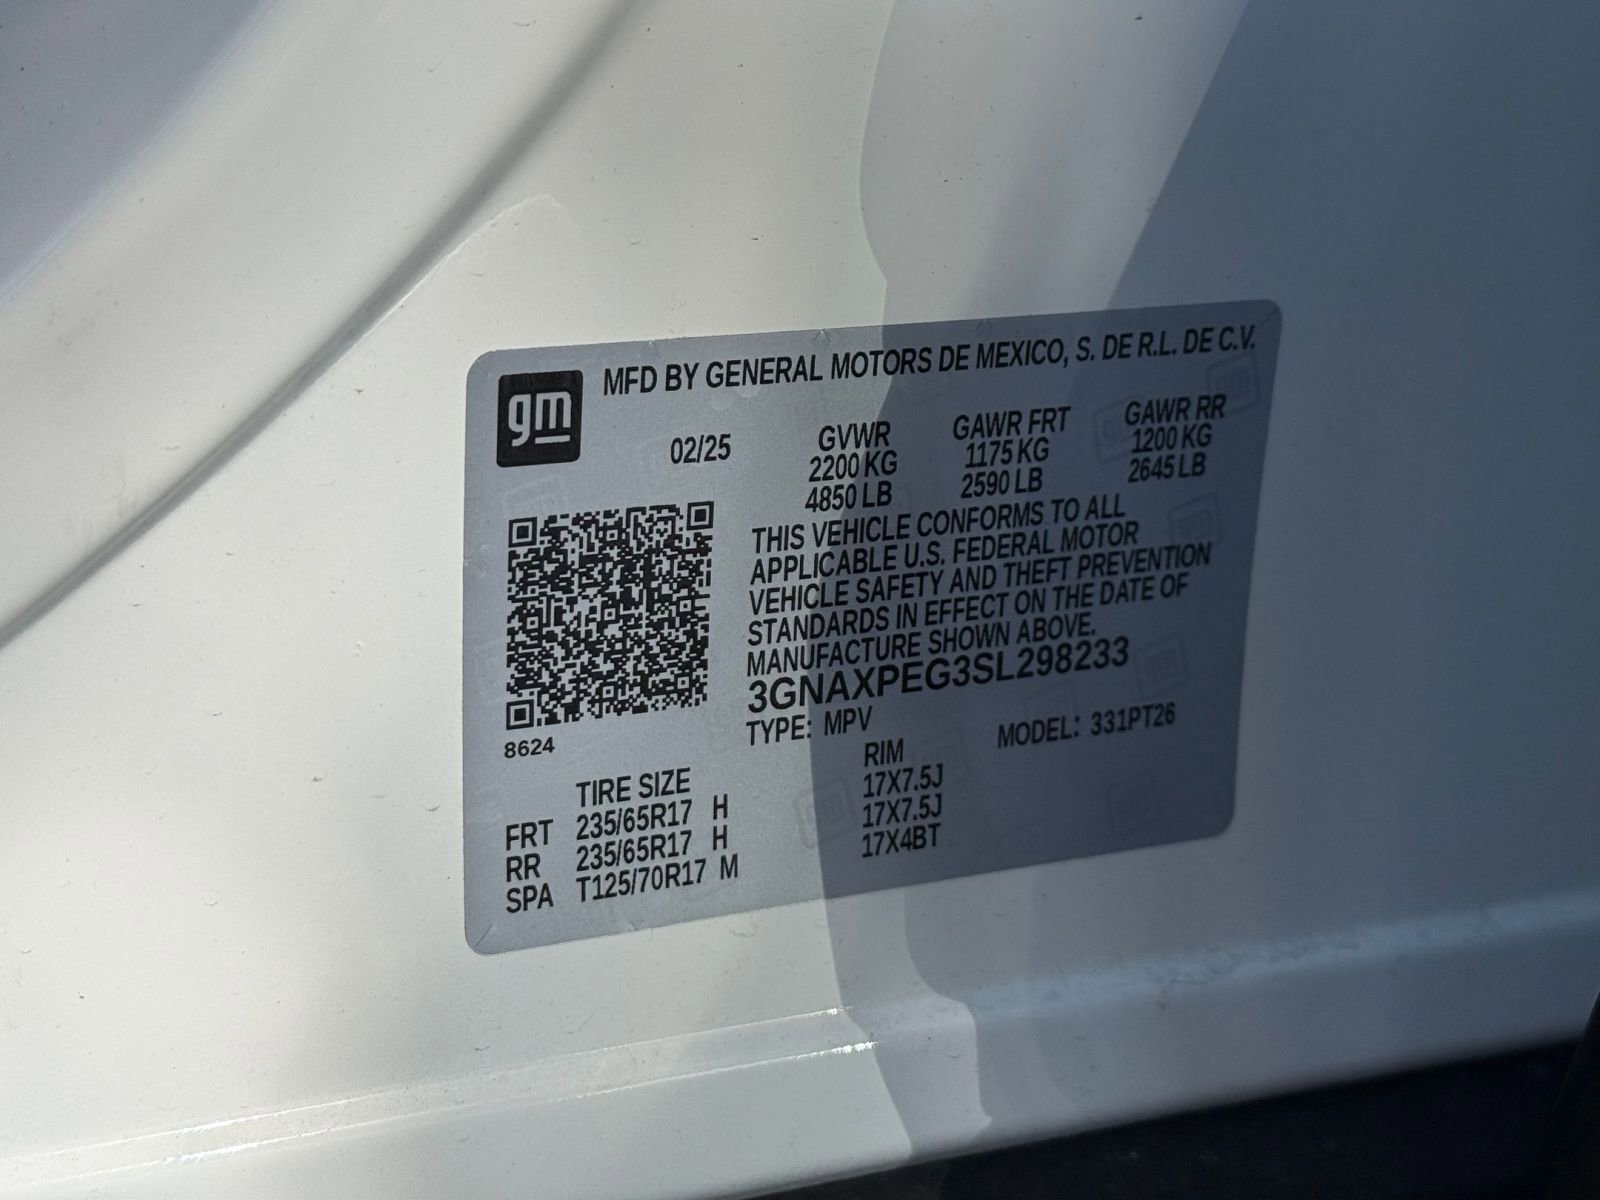 gm
MFD BY GENERAL MOTORS DE MEXICO, S. DE R.L. DE C.V.
02/25
GVWR GAWR FRT GAWR RR
2200 KG 1175 KG 1200 KG
4850 LB 2590 LB 2645 LB
THIS VEHICLE CONFORMS TO ALL
APPLICABLE U.S. FEDERAL MOTOR
VEHICLE SAFETY AND THEFT PREVENTION
STANDARDS IN EFFECT ON THE DATE OF
MANUFACTURE SHOWN ABOVE.
3GNAXPEG3SL298233
TYPE: MPV MODEL: 331PT26
8624
TIRE SIZE RIM
FRT 235/65R17 H 17X7.5J
RR 235/65R17 H 17X7.5J
SPA T125/70R17 M 17X4BT